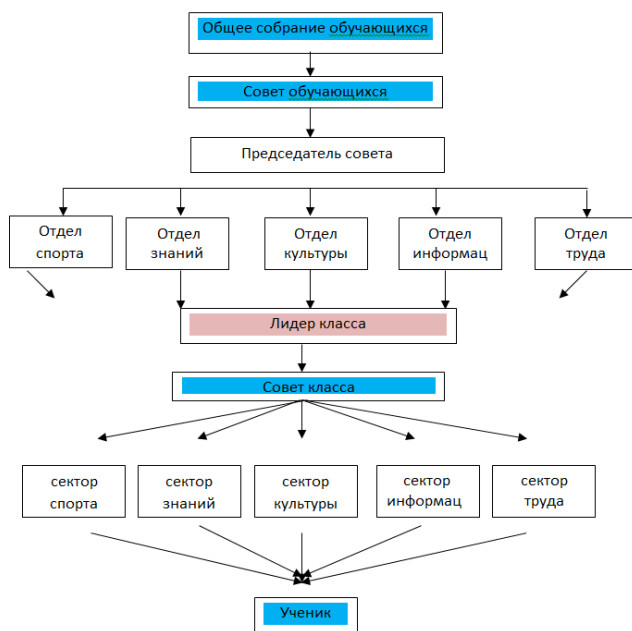 Общее собрание обучающихся
Совет обучающихся
Председатель совета
Отдел
спорта
Отдел
знаний
Отдел
культуры
Отдел
информац
Отдел
труда
Лидер класса
Совет класса
сектор
спорта
сектор
знаний
сектор
культуры
сектор
информац
сектор
труда
Ученик